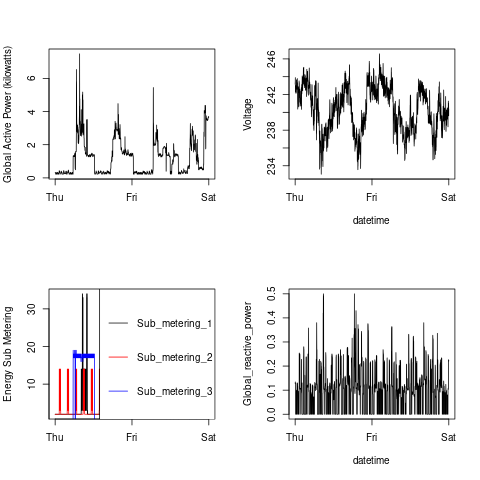 Global Active Power (kilowatts)
0 2 4 6
Thu Fri Sat
Voltage
234 238 242 246
Thu Fri Sat
datetime
Energy Sub Metering
10 20 30
Thu Fri Sat
Sub_metering_1
Sub_metering_2
Sub_metering_3
Global_reactive_power
0.0 0.1 0.2 0.3 0.4 0.5
Thu Fri Sat
datetime